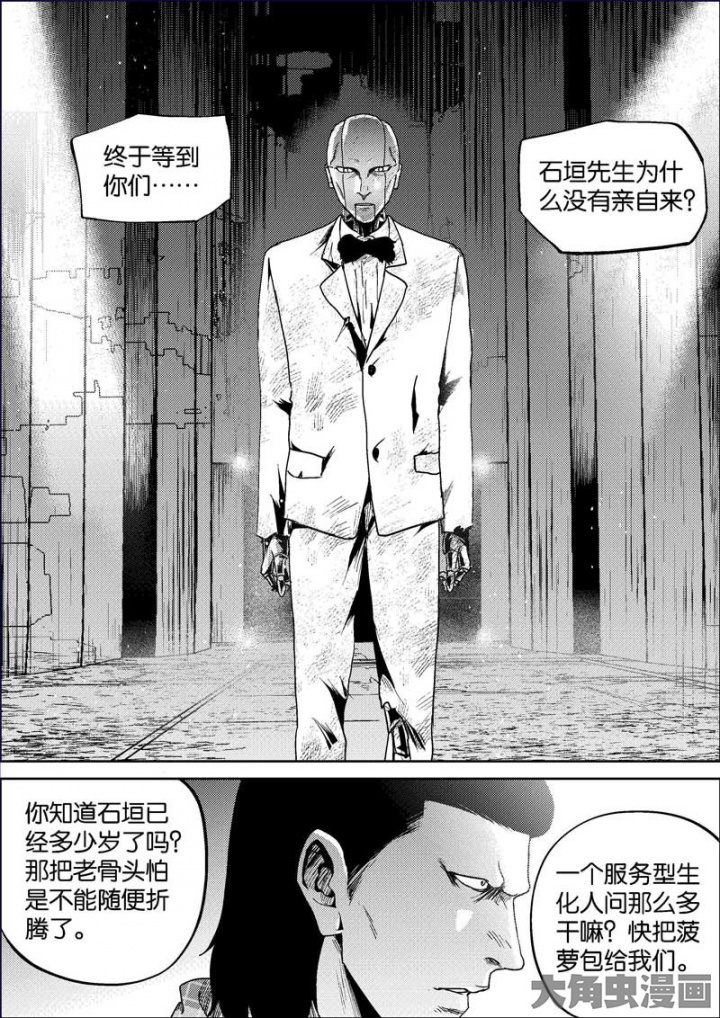 终于等到
你们……
石垣先生为什
么没有亲自来？
你知道石垣已
经多少岁了吗？
那把老骨头怕
是不能随便折
腾了。
一个服务型生
化人问那么多
干嘛？快把菠
萝包给我们。
大角虫漫画